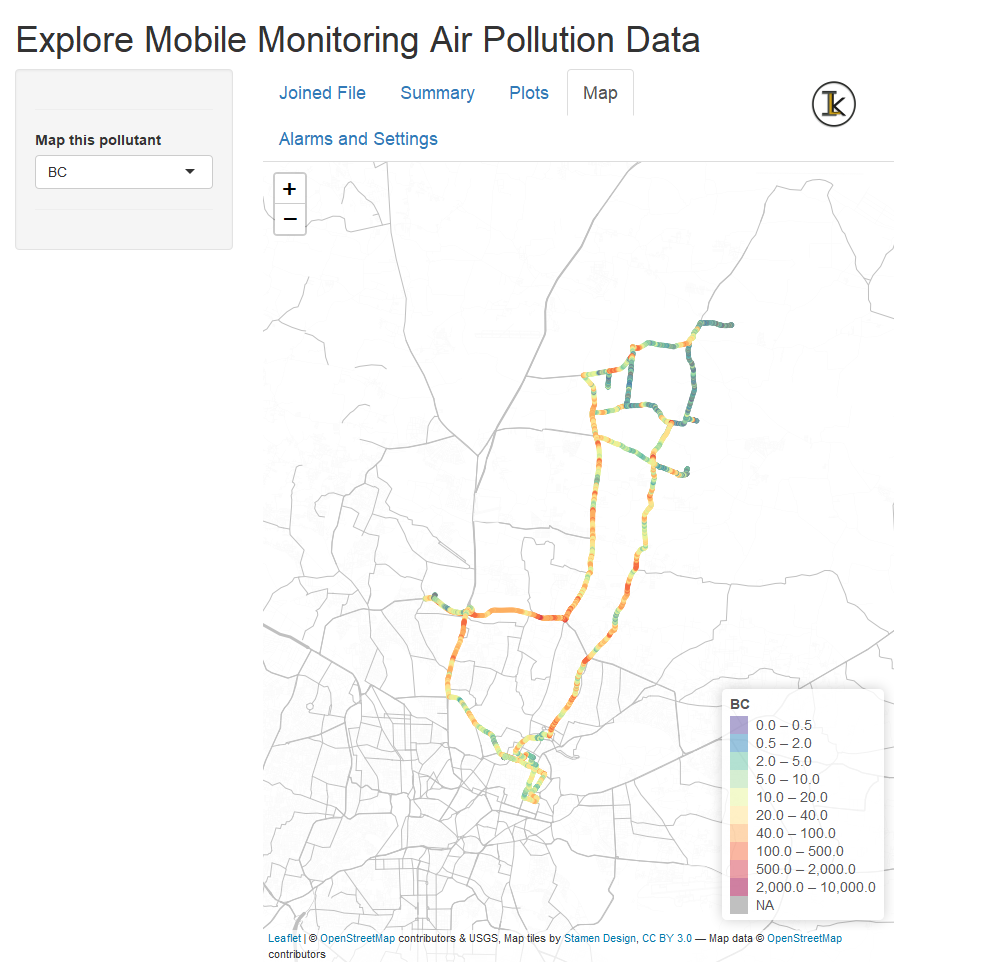 Explore Mobile Monitoring Air Pollution Data
Map this pollutant
BC
Joined File Summary Plots Map
Alarms and Settings
k
+
−
BC
0.0 – 0.5
0.5 – 2.0
2.0 – 5.0
5.0 – 10.0
10.0 – 20.0
20.0 – 40.0
40.0 – 100.0
100.0 – 500.0
500.0 – 2,000.0
2,000.0 – 10,000.0
NA
Leaflet | © OpenStreetMap contributors & USGS, Map tiles by Stamen Design, CC BY 3.0 — Map data © OpenStreetMap
contributors